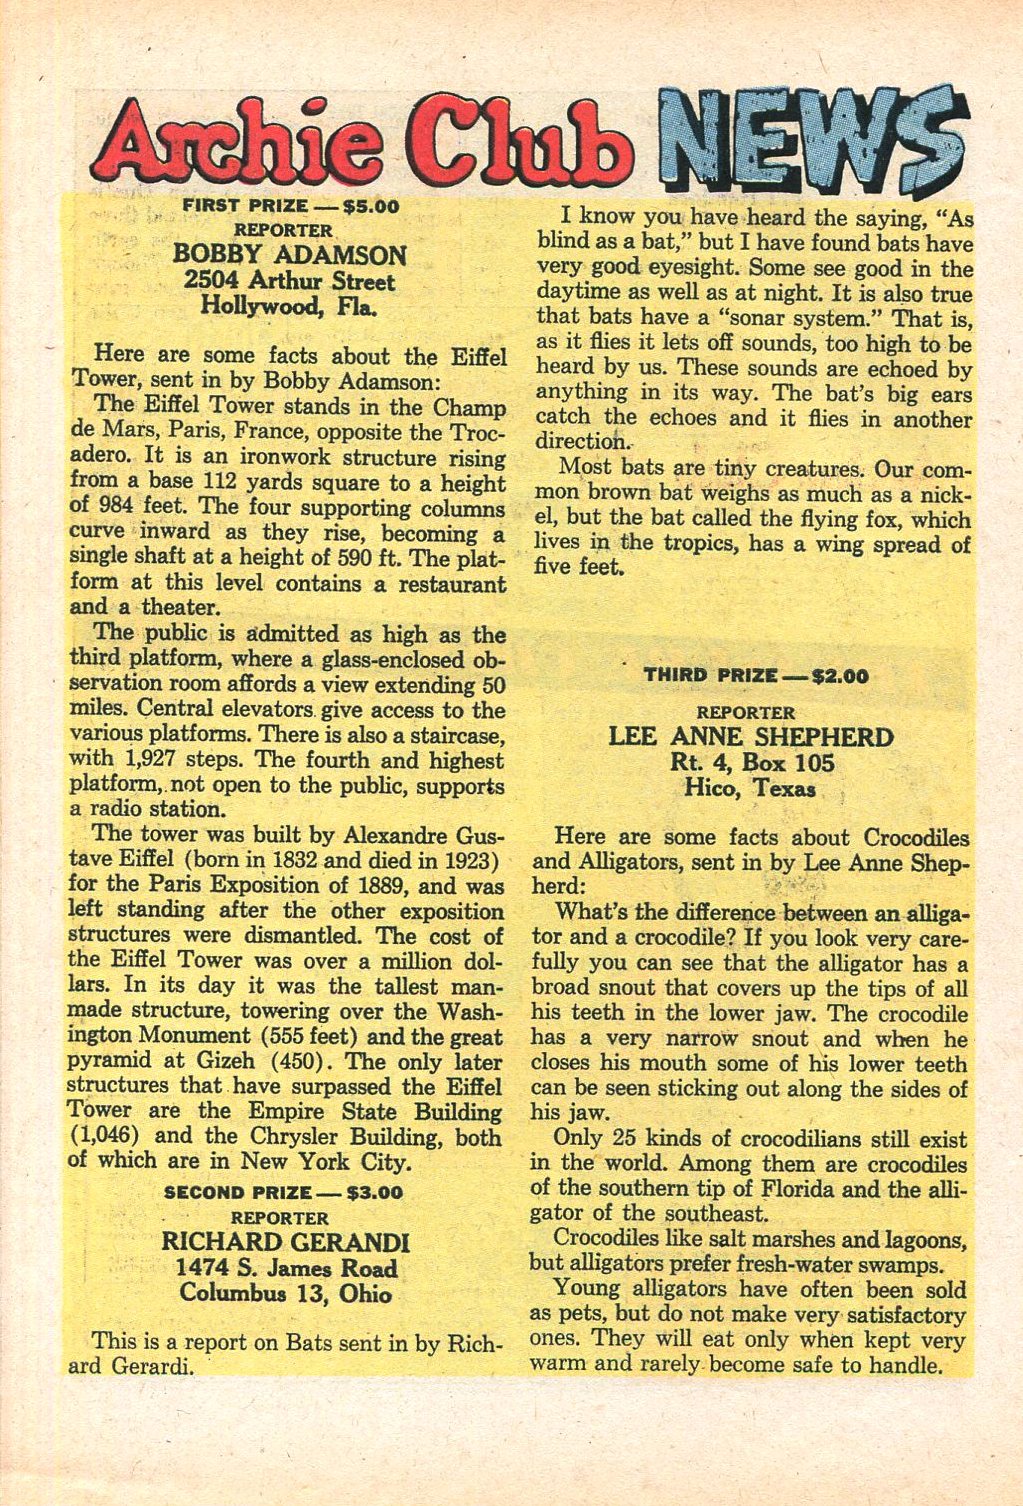 Archie Club NEWS
FIRST PRIZE — $5.00
REPORTER
BOBBY ADAMSON
2504 Arthur Street
Hollywood, Fla.
Here are some facts about the Eiffel
Tower, sent in by Bobby Adamson:
The Eiffel Tower stands in the Champ
de Mars, Paris, France, opposite the Troc-
adero. It is an ironwork structure rising
from a base 112 yards square to a height
of 984 feet. The four supporting columns
curve inward as they rise, becoming a
single shaft at a height of 590 ft. The plat-
form at this level contains a restaurant
and a theater.
The public is admitted as high as the
third platform, where a glass-enclosed ob-
servation room affords a view extending 50
miles. Central elevators give access to the
various platforms. There is also a staircase,
with 1,927 steps. The fourth and highest
platform, not open to the public, supports
a radio station.
The tower was built by Alexandre Gus-
tave Eiffel (born in 1832 and died in 1923)
for the Paris Exposition of 1889, and was
left standing after the other exposition
structures were dismantled. The cost of
the Eiffel Tower was over a million dol-
lars. In its day it was the tallest man-
made structure, towering over the Wash-
ington Monument (555 feet) and the great
pyramid at Gizeh (450). The only later
structures that have surpassed the Eiffel
Tower are the Empire State Building
(1,046) and the Chrysler Building, both
of which are in New York City.
SECOND PRIZE — $3.00
REPORTER
RICHARD GERANDI
1474 S. James Road
Columbus 13, Ohio
This is a report on Bats sent in by Rich-
ard Gerardi.
I know you have heard the saying, "As
blind as a bat," but I have found bats have
very good eyesight. Some see good in the
daytime as well as at night. It is also true
that bats have a "sonar system." That is,
as it flies it lets off sounds, too high to be
heard by us. These sounds are echoed by
anything in its way. The bat's big ears
catch the echoes and it flies in another
direction.
Most bats are tiny creatures. Our com-
mon brown bat weighs as much as a nick-
el, but the bat called the flying fox, which
lives in the tropics, has a wing spread of
five feet.
THIRD PRIZE — $2.00
REPORTER
LEE ANNE SHEPHERD
Rt. 4, Box 105
Hico, Texas
Here are some facts about Crocodiles
and Alligators, sent in by Lee Anne Shep-
herd:
What's the difference between an alliga-
tor and a crocodile? If you look very care-
fully you can see that the alligator has a
broad snout that covers up the tips of all
his teeth in the lower jaw. The crocodile
has a very narrow snout and when he
closes his mouth some of his lower teeth
can be seen sticking out along the sides of
his jaw.
Only 25 kinds of crocodilians still exist
in the world. Among them are crocodiles
of the southern tip of Florida and the alli-
gator of the southeast.
Crocodiles like salt marshes and lagoons,
but alligators prefer fresh-water swamps.
Young alligators have often been sold
as pets, but do not make very satisfactory
ones. They will eat only when kept very
warm and rarely become safe to handle.